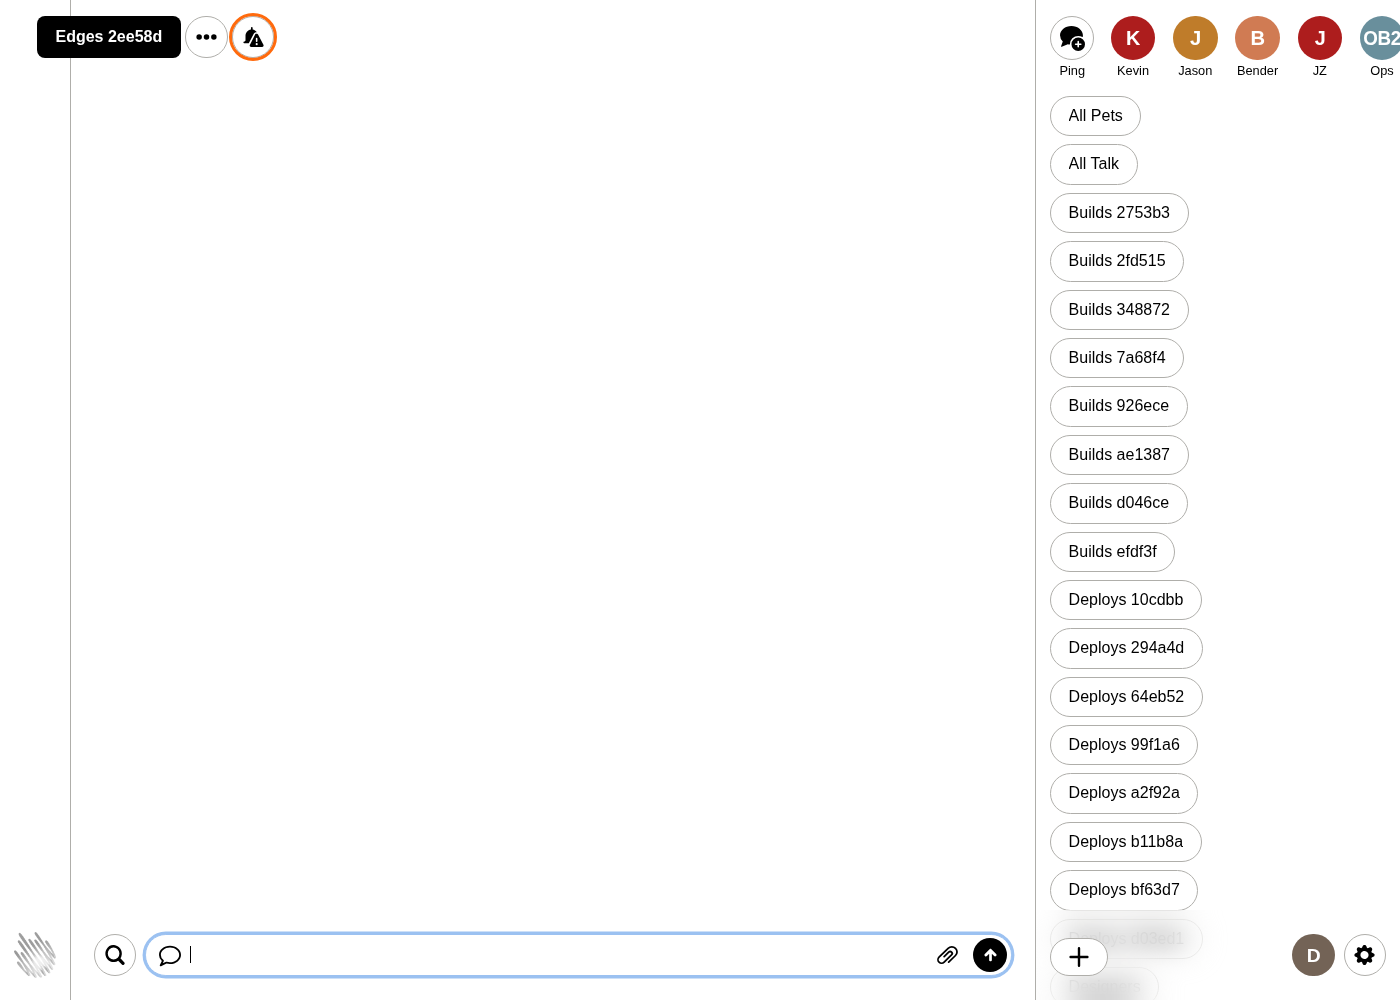 Edges 2ee58d
K
J
B
J
OB2
Ping
Kevin
Jason
Bender
JZ
Ops
All Pets
All Talk
Builds 2753b3
Builds 2fd515
Builds 348872
Builds 7a68f4
Builds 926ece
Builds ae1387
Builds d046ce
Builds efdf3f
Deploys 10cdbb
Deploys 294a4d
Deploys 64eb52
Deploys 99f1a6
Deploys a2f92a
Deploys b11b8a
Deploys bf63d7
Deploys d03ed1
D